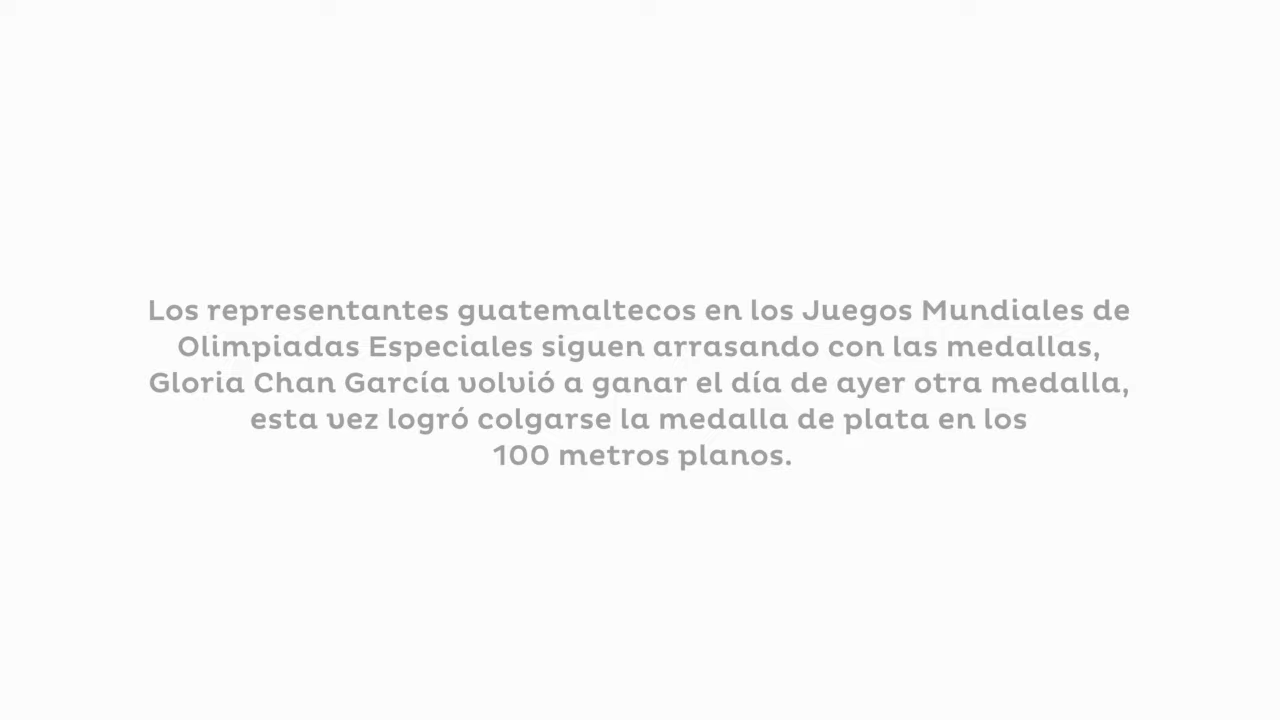 Los representantes guatemaltecos en los Juegos Mundiales de
Olimpiadas Especiales siguen arrasando con las medallas,
Gloria Chan García volvió a ganar el día de ayer otra medalla,
esta vez logró colgarse la medalla de plata en los
100 metros planos.